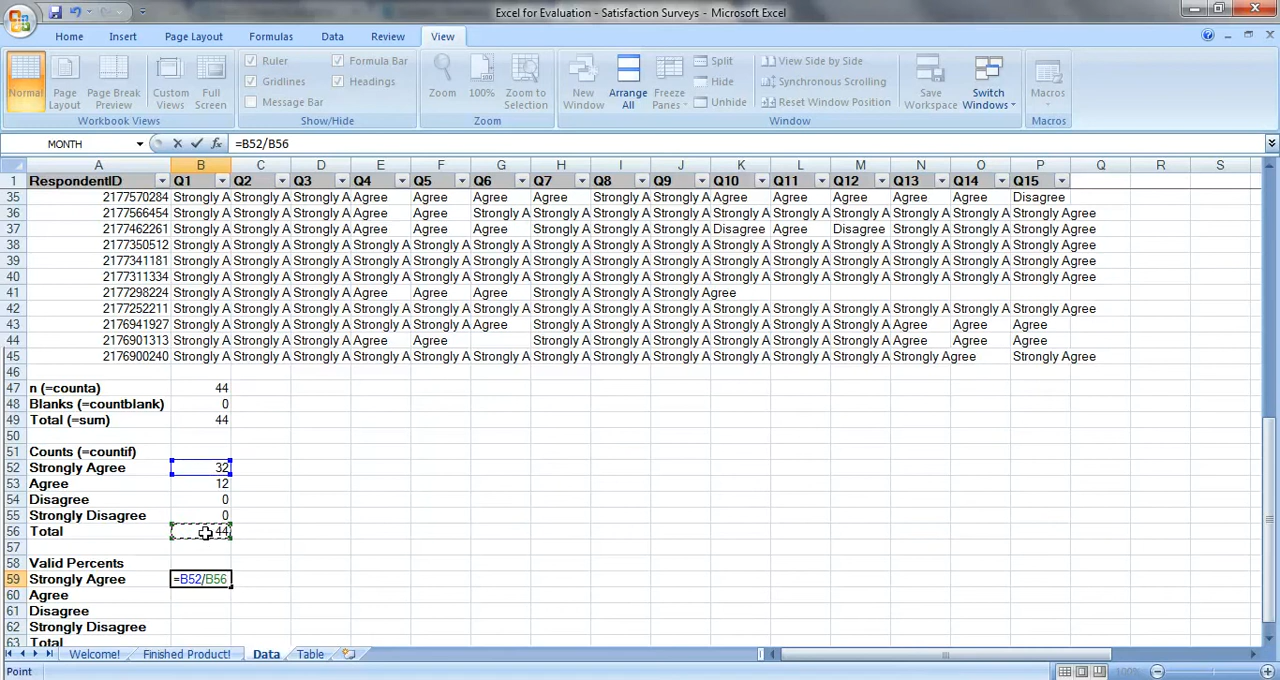 Excel for Evaluation - Satisfaction Surveys - Microsoft Excel
Home Insert Page Layout Formulas Data Review View
Normal Page Layout Page Break Preview Custom Views Full Screen
Workbook Views
Ruler Formula Bar
Gridlines Headings
Message Bar
Show/Hide
Zoom 100% Zoom to Selection
Zoom
New Window Arrange All Freeze Panes
Split View Side by Side
Hide Synchronous Scrolling
Unhide Reset Window Position
Save Workspace Switch Windows
Window
Macros
Macros
MONTH fx =B52/B56
A B C D E F G H I J K L M N O P Q R S
1 RespondentID Q1 Q2 Q3 Q4 Q5 Q6 Q7 Q8 Q9 Q10 Q11 Q12 Q13 Q14 Q15
35 2177570284 Strongly A Strongly A Strongly A Agree Agree Agree Agree Strongly A Strongly A Agree Agree Agree Agree Agree Disagree
36 2177566454 Strongly A Strongly A Strongly A Agree Agree Strongly A Strongly A Strongly A Strongly A Strongly A Strongly A Strongly A Strongly A Strongly A Strongly Agree
37 2177462261 Strongly A Strongly A Strongly A Agree Agree Agree Strongly A Strongly A Strongly A Disagree Agree Disagree Strongly A Strongly A Strongly Agree
38 2177350512 Strongly A Strongly A Strongly A Strongly A Strongly A Strongly A Strongly A Strongly A Strongly A Strongly A Strongly A Strongly A Strongly A Strongly A Strongly Agree
39 2177341181 Strongly A Strongly A Strongly A Strongly A Strongly A Strongly A Strongly A Strongly A Strongly A Strongly A Strongly A Strongly A Strongly A Strongly A Strongly Agree
40 2177311334 Strongly A Strongly A Strongly A Strongly A Strongly A Strongly A Strongly A Strongly A Strongly A Strongly A Strongly A Strongly A Strongly A Strongly A Strongly Agree
41 2177298224 Strongly A Strongly A Strongly A Agree Agree Agree Strongly A Strongly A Strongly Agree
42 2177252211 Strongly A Strongly A Strongly A Strongly A Strongly A Strongly A Strongly A Strongly A Strongly A Strongly A Strongly A Strongly A Strongly A Strongly A Strongly Agree
43 2176941927 Strongly A Strongly A Strongly A Strongly A Strongly A Agree Strongly A Strongly A Strongly A Strongly A Strongly A Strongly A Agree Agree Agree
44 2176901313 Strongly A Strongly A Strongly A Agree Agree Strongly A Strongly A Strongly A Strongly A Strongly A Strongly A Agree Agree Agree
45 2176900240 Strongly A Strongly A Strongly A Strongly A Strongly A Strongly A Strongly A Strongly A Strongly A Strongly A Strongly A Strongly A Strongly Agree Strongly Agree
46
47 n (=counta) 44
48 Blanks (=countblank) 0
49 Total (=sum) 44
50
51 Counts (=countif)
52 Strongly Agree 32
53 Agree 12
54 Disagree 0
55 Strongly Disagree 0
56 Total 44
57
58 Valid Percents
59 Strongly Agree =B52/B56
60 Agree
61 Disagree
62 Strongly Disagree
63 Total
Welcome! Finished Product! Data Table
Point 100%